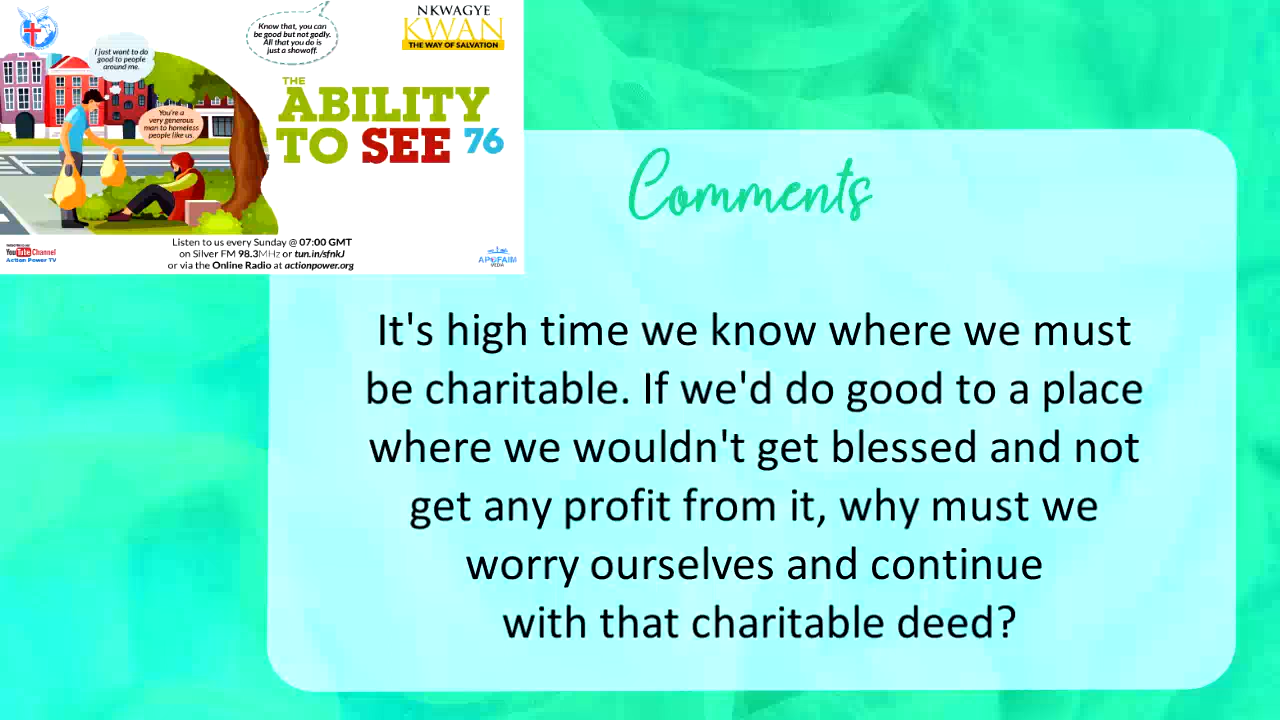 Know that, you can
be good but not godly.
All that you do is
just a showoff.
NKWAGYE
KWAN
THE WAY OF SALVATION
I just want to do
good to people
around me.
You're a
very generous
man to homeless
people like us.
THE
ABILITY
TO SEE 76
Listen to us every Sunday @ 07:00 GMT
on Silver FM 98.3MHz or tun.in/sfnkJ
or via the Online Radio at actionpower.org
YouTube Channel
Action Power TV
APOFAIM
MEDIA
Comments
It's high time we know where we must
be charitable. If we'd do good to a place
where we wouldn't get blessed and not
get any profit from it, why must we
worry ourselves and continue
with that charitable deed?